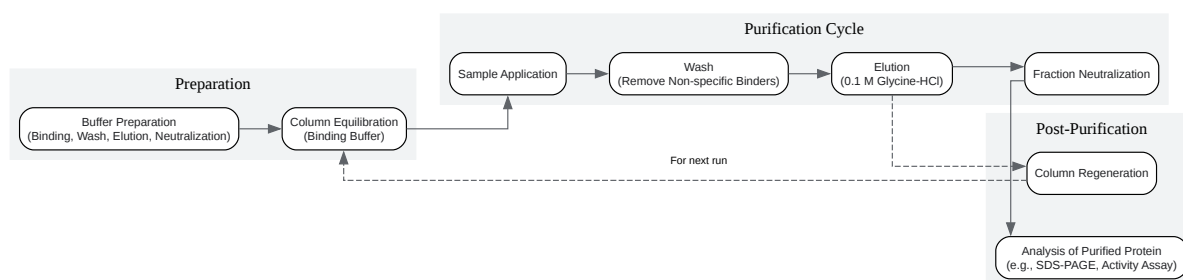 Preparation
Buffer Preparation
(Binding, Wash, Elution, Neutralization)
Column Equilibration
(Binding Buffer)
Purification Cycle
Sample Application
Wash
(Remove Non-specific Binders)
Elution
(0.1 M Glycine-HCl)
Fraction Neutralization
Post-Purification
Column Regeneration
For next run
Analysis of Purified Protein
(e.g., SDS-PAGE, Activity Assay)